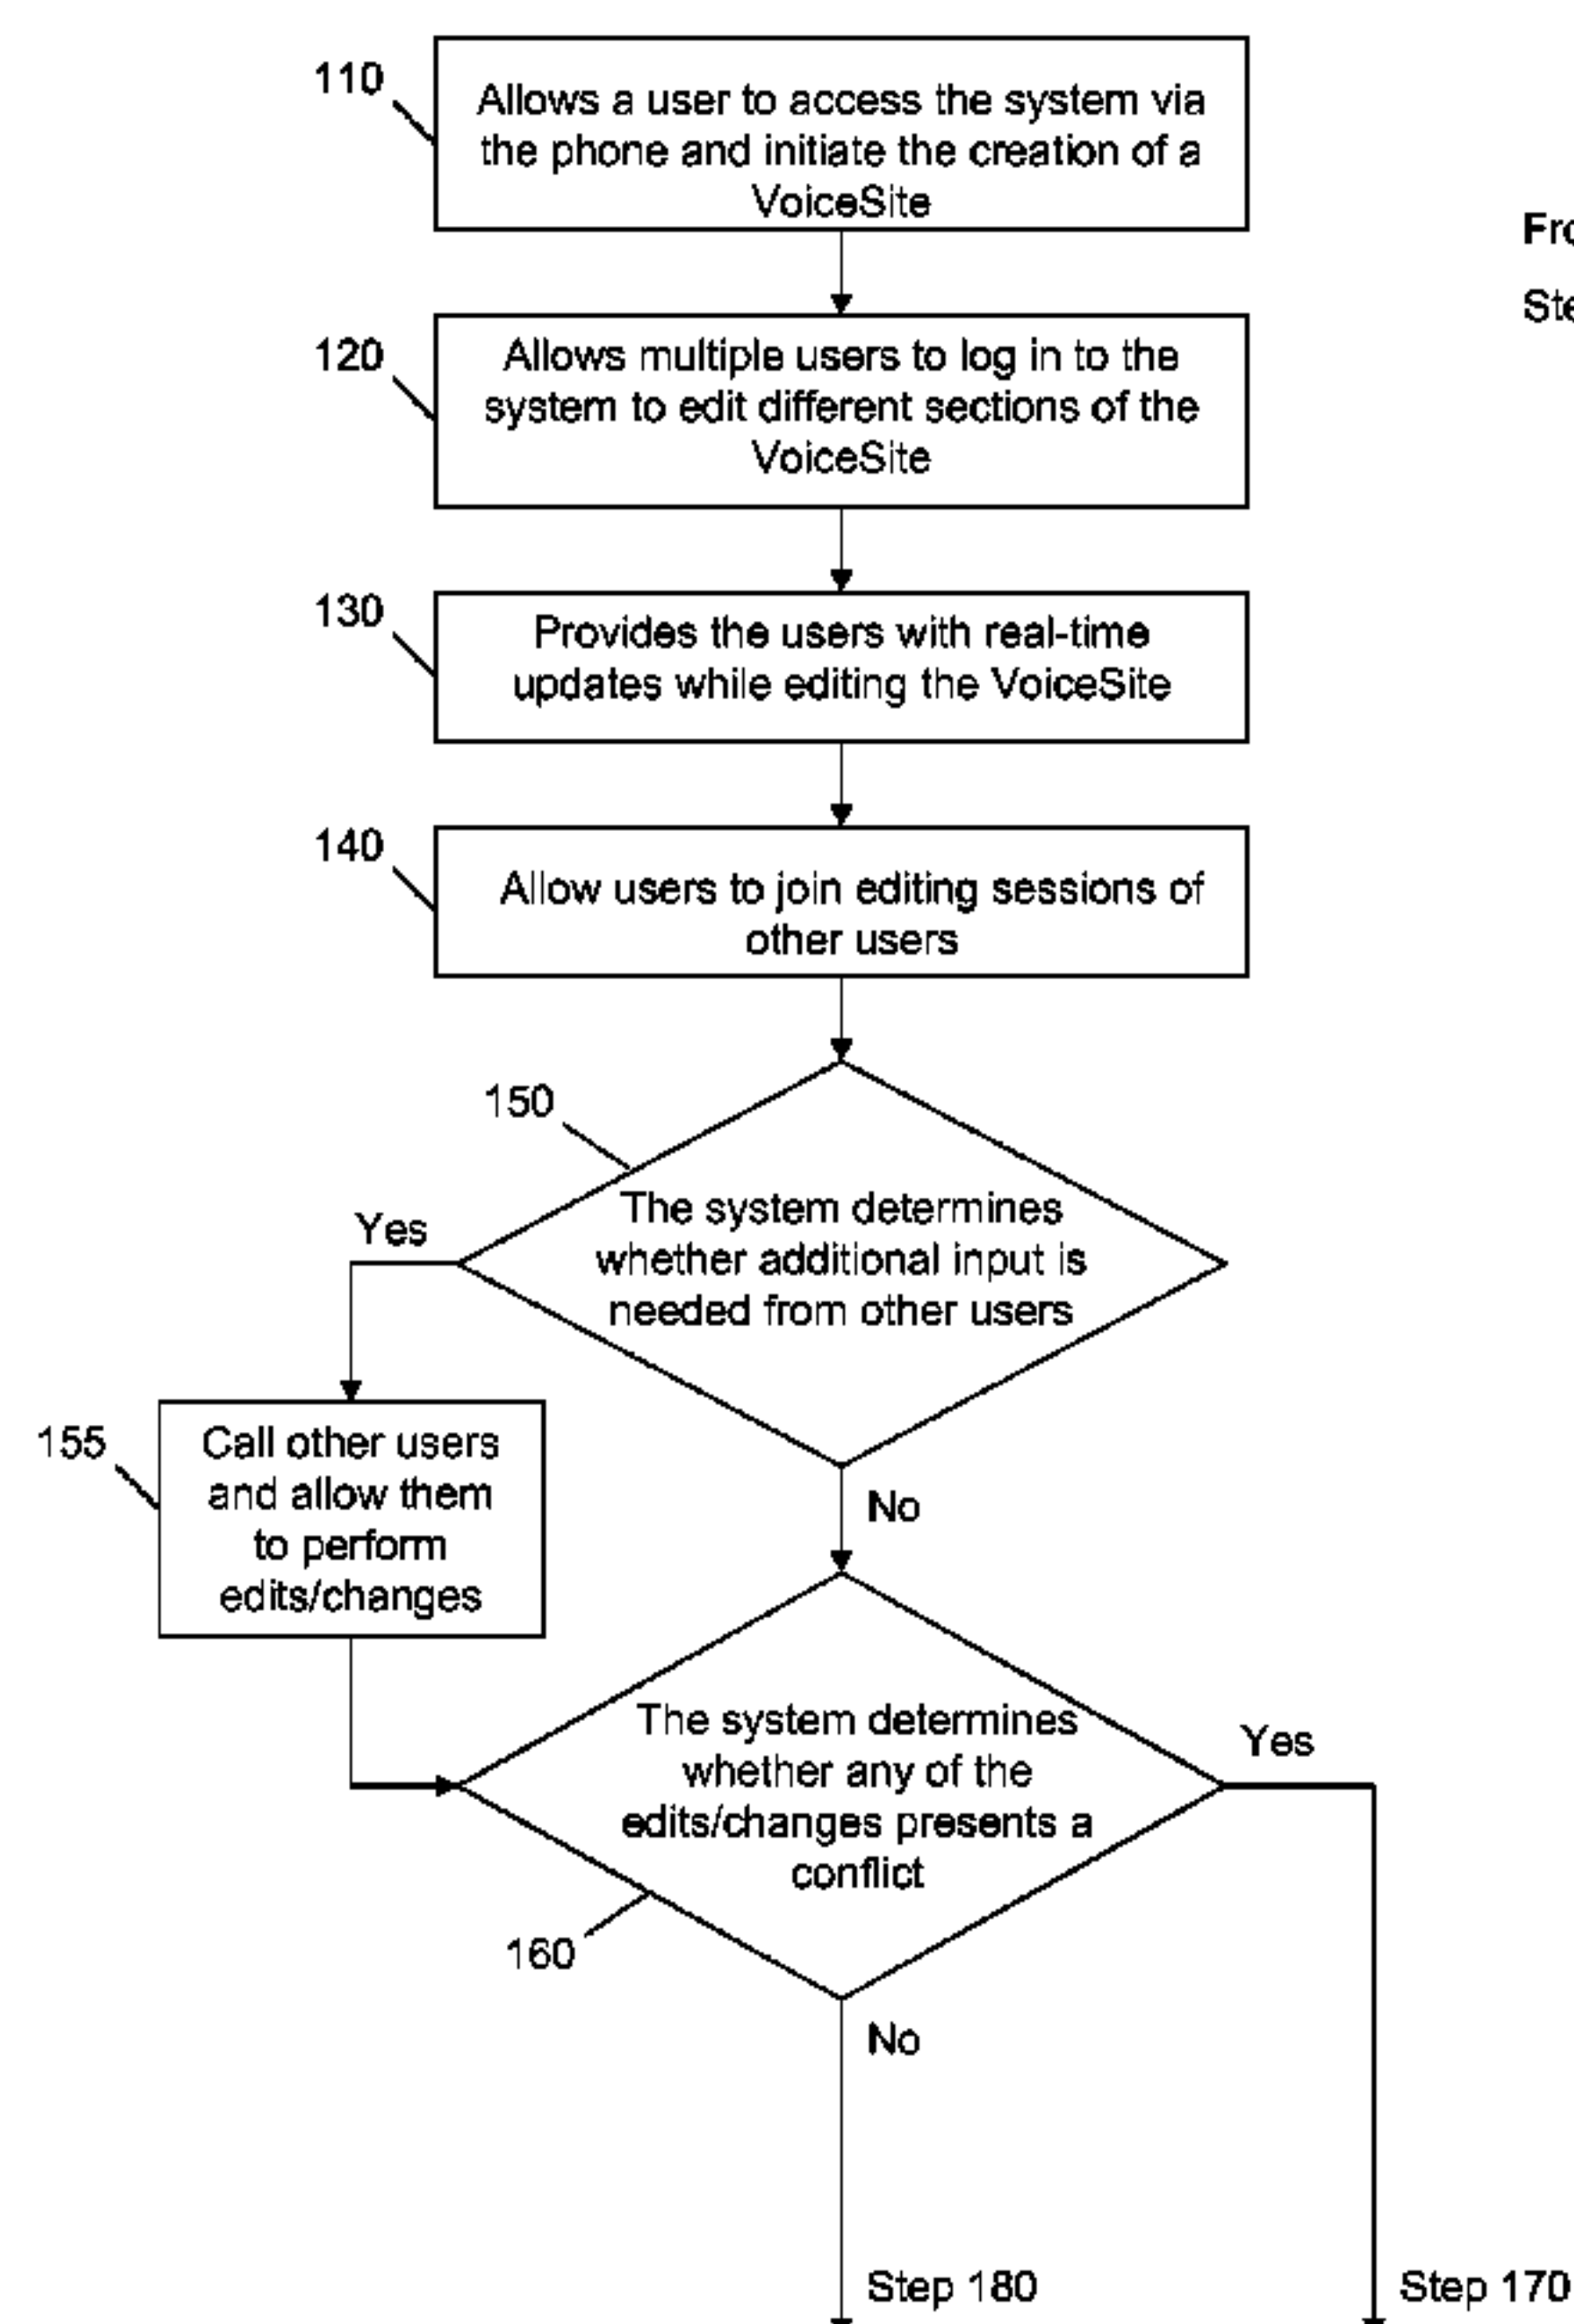 110
Allows a user to access the system via
the phone and initiate the creation of a
VoiceSite
120
Allows multiple users to log in to the
system to edit different sections of the
VoiceSite
130
Provides the users with real-time
updates while editing the VoiceSite
140
Allow users to join editing sessions of
other users
150
The system determines
whether additional input is
needed from other users
Yes
No
155
Call other users
and allow them
to perform
edits/changes
The system determines
whether any of the
edits/changes presents a
conflict
160
Yes
No
Step 180
Step 170